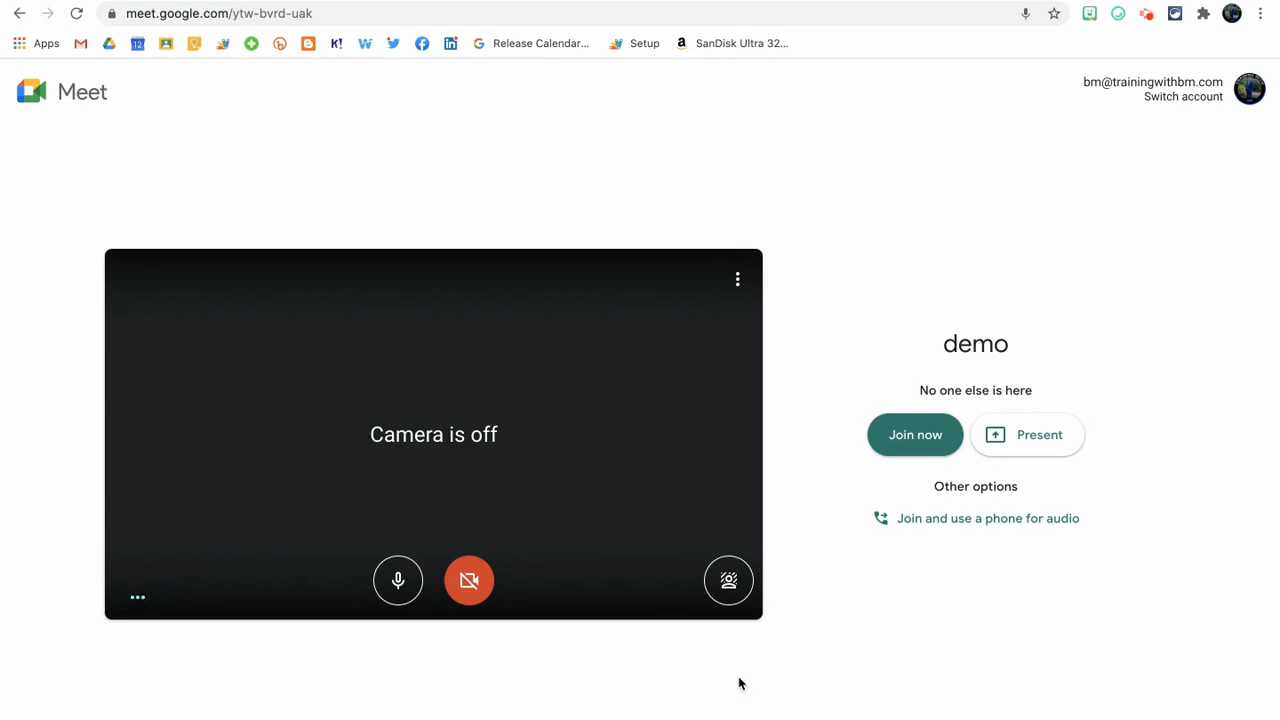 meet.google.com/ytw-bvrd-uak
Apps
12
K!
Release Calendar...
Setup
SanDisk Ultra 32...
Meet
bm@trainingwithbm.com
Switch account
Camera is off
demo
No one else is here
Join now
Present
Other options
Join and use a phone for audio